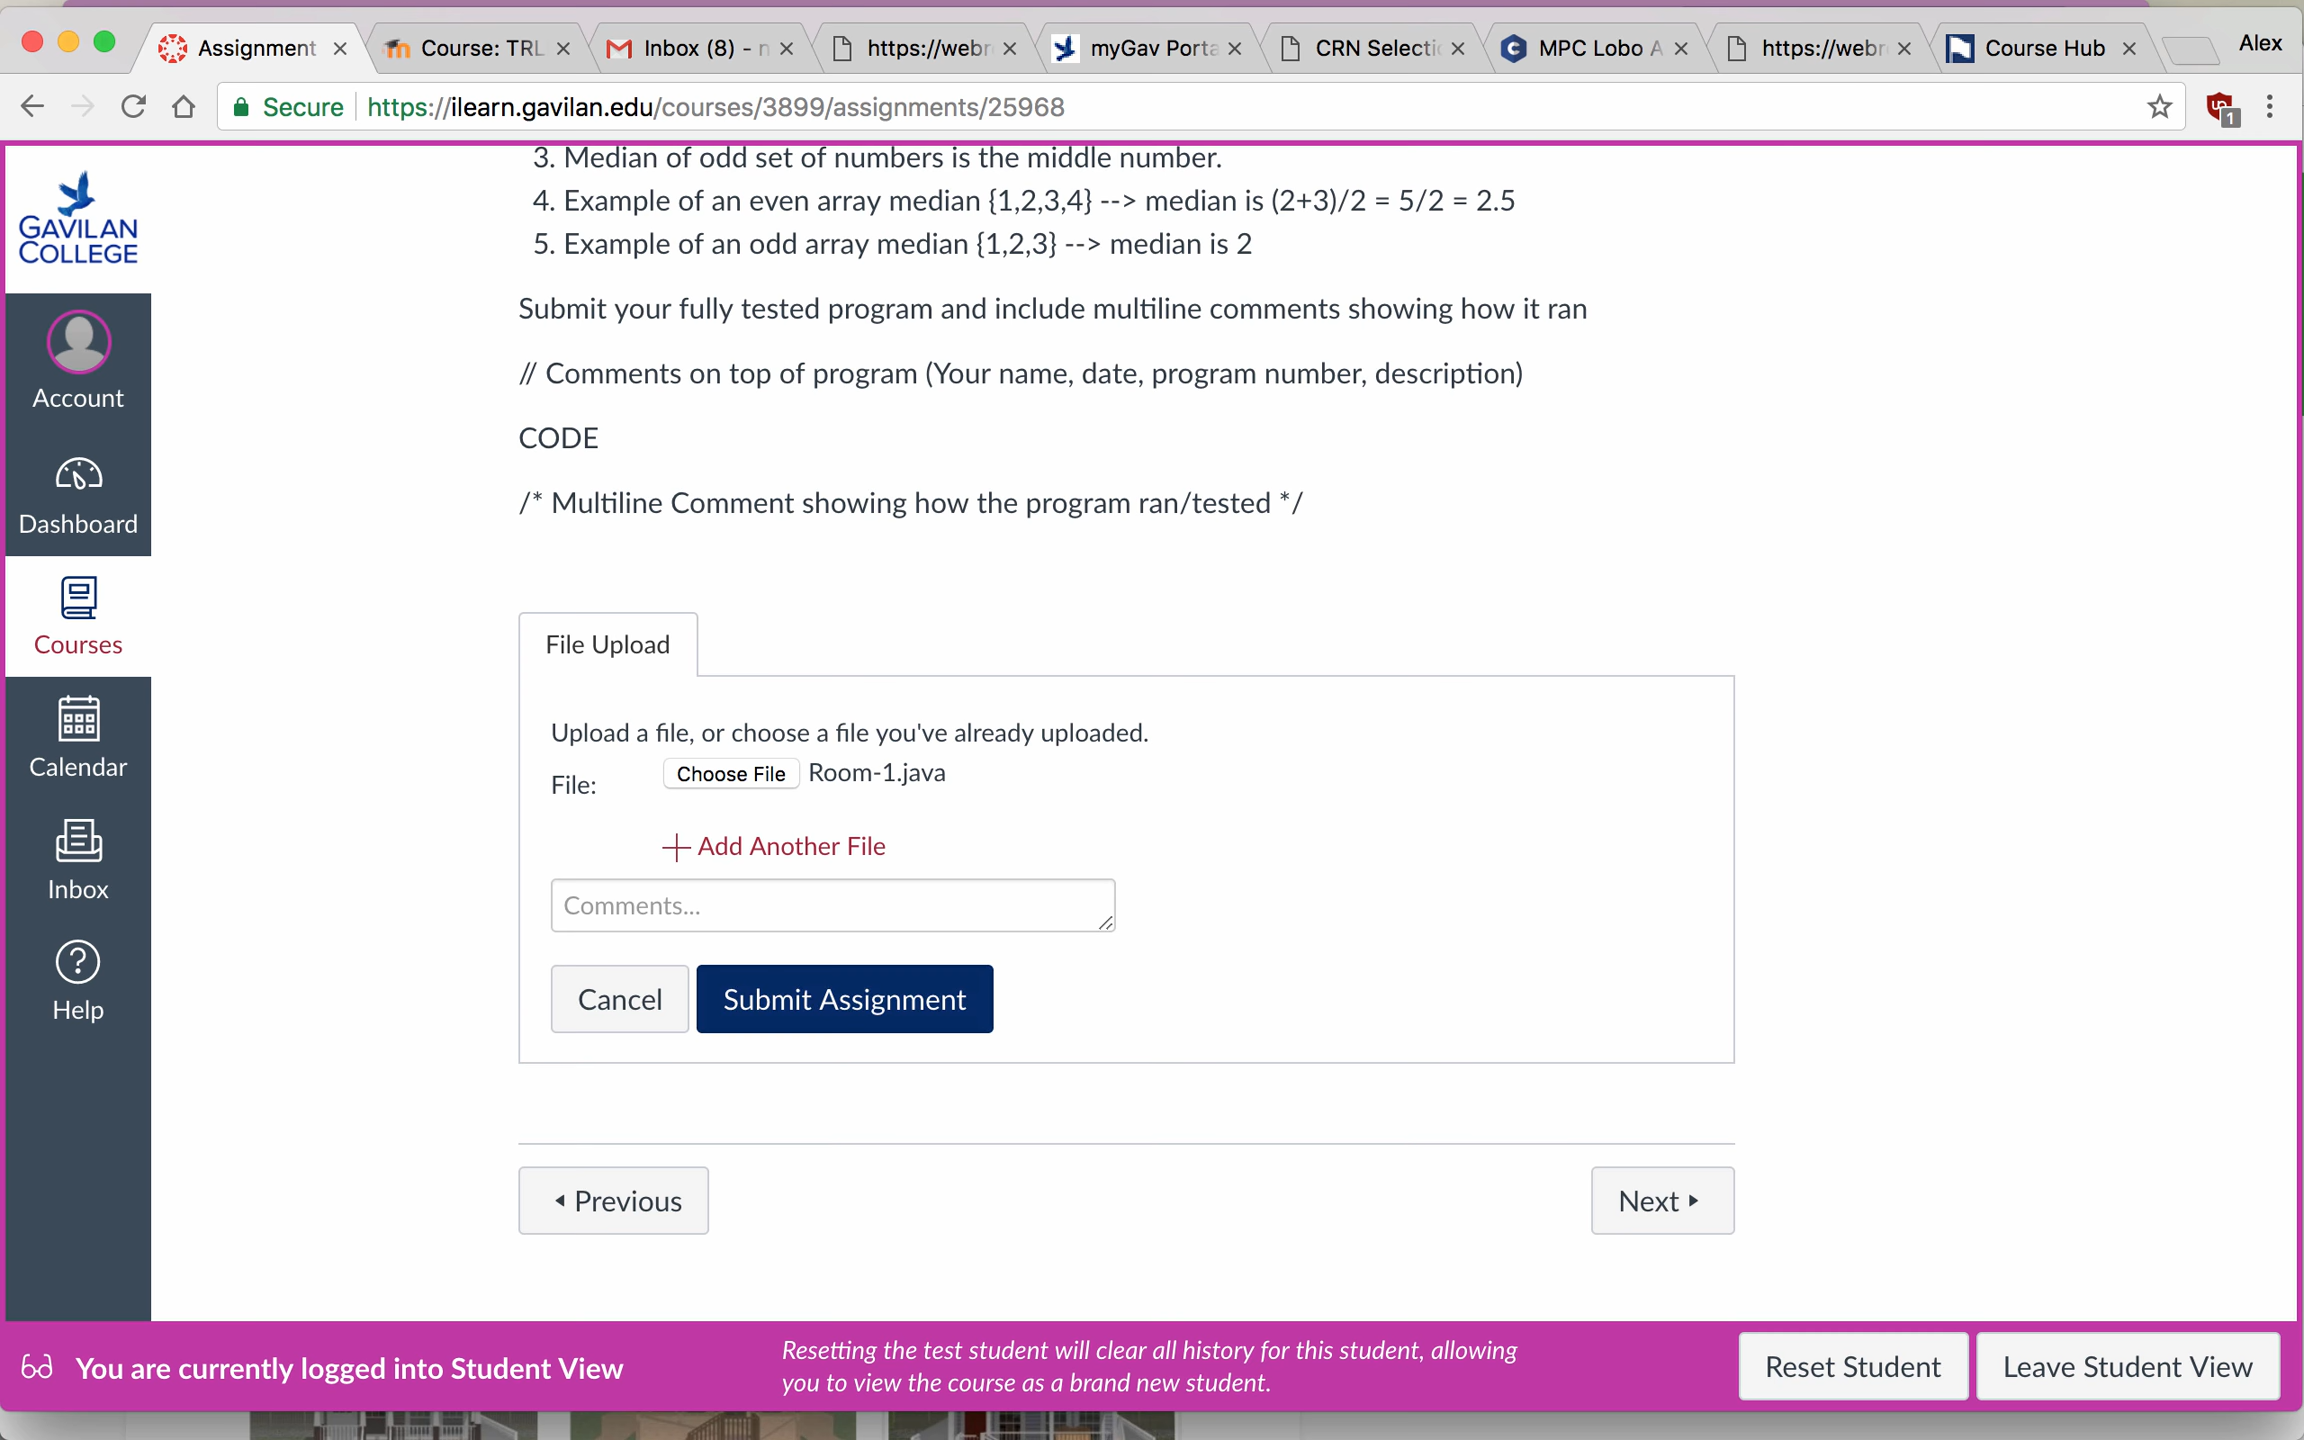 Assignment
Course: TRL
Inbox (8) - n
https://webr
myGav Porta
CRN Selecti
MPC Lobo A
https://webr
Course Hub
Alex
Secure
https://ilearn.gavilan.edu/courses/3899/assignments/25968
1
GAVILAN
COLLEGE
Account
Dashboard
Courses
Calendar
Inbox
Help
3. Median of odd set of numbers is the middle number.
4. Example of an even array median {1,2,3,4} --> median is (2+3)/2 = 5/2 = 2.5
5. Example of an odd array median {1,2,3} --> median is 2
Submit your fully tested program and include multiline comments showing how it ran
// Comments on top of program (Your name, date, program number, description)
CODE
/* Multiline Comment showing how the program ran/tested */
File Upload
Upload a file, or choose a file you've already uploaded.
File:
Choose File Room-1.java
Add Another File
Comments...
Cancel
Submit Assignment
Previous
Next
You are currently logged into Student View
Resetting the test student will clear all history for this student, allowing
you to view the course as a brand new student.
Reset Student
Leave Student View